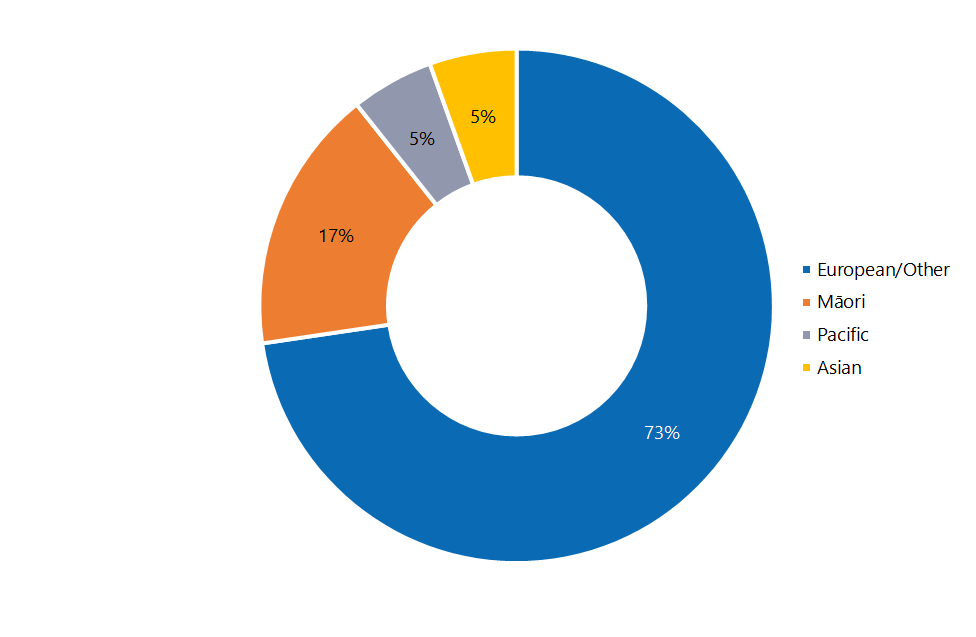 5%
5%
17%
73%
European/Other
Māori
Pacific
Asian